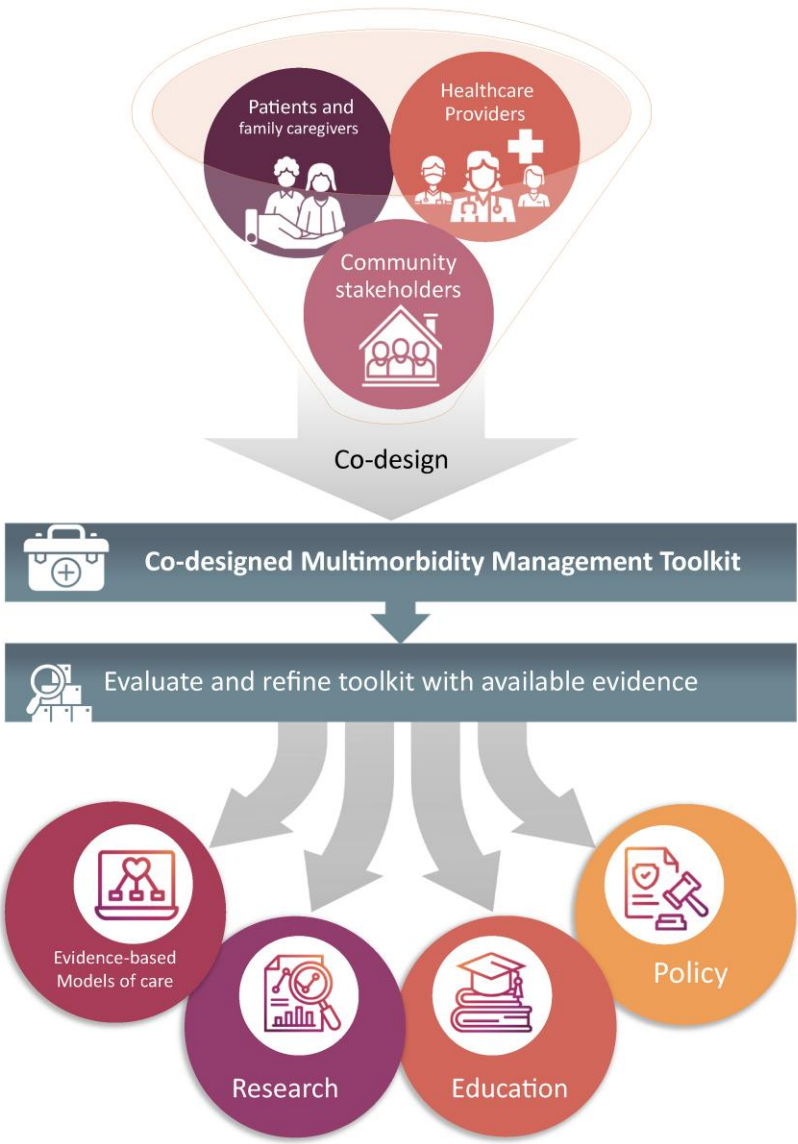 Patients and
family caregivers
Healthcare
Providers
Community
stakeholders
Co-design
Co-designed Multimorbidity Management Toolkit
Evaluate and refine toolkit with available evidence
Evidence-based
Models of care
Research
Education
Policy